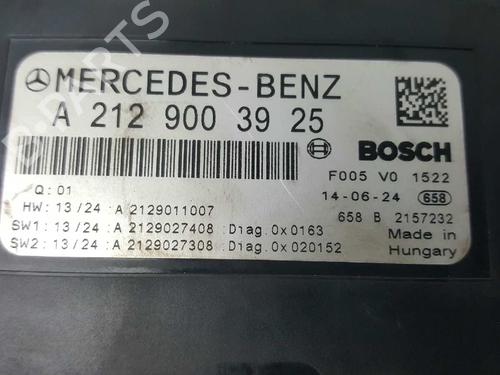 MERCEDES-BENZ
A 212 900 39 25
BOSCH
Q: 01
F005 V0 1522
14-06-24 658
HW: 13/24 :A 2129011007
658 B 2157232
SW1: 13/24 :A 2129027408 :Diag.0x0163
Made in
SW2: 13/24 :A 2129027308 :Diag.0x020152
Hungary